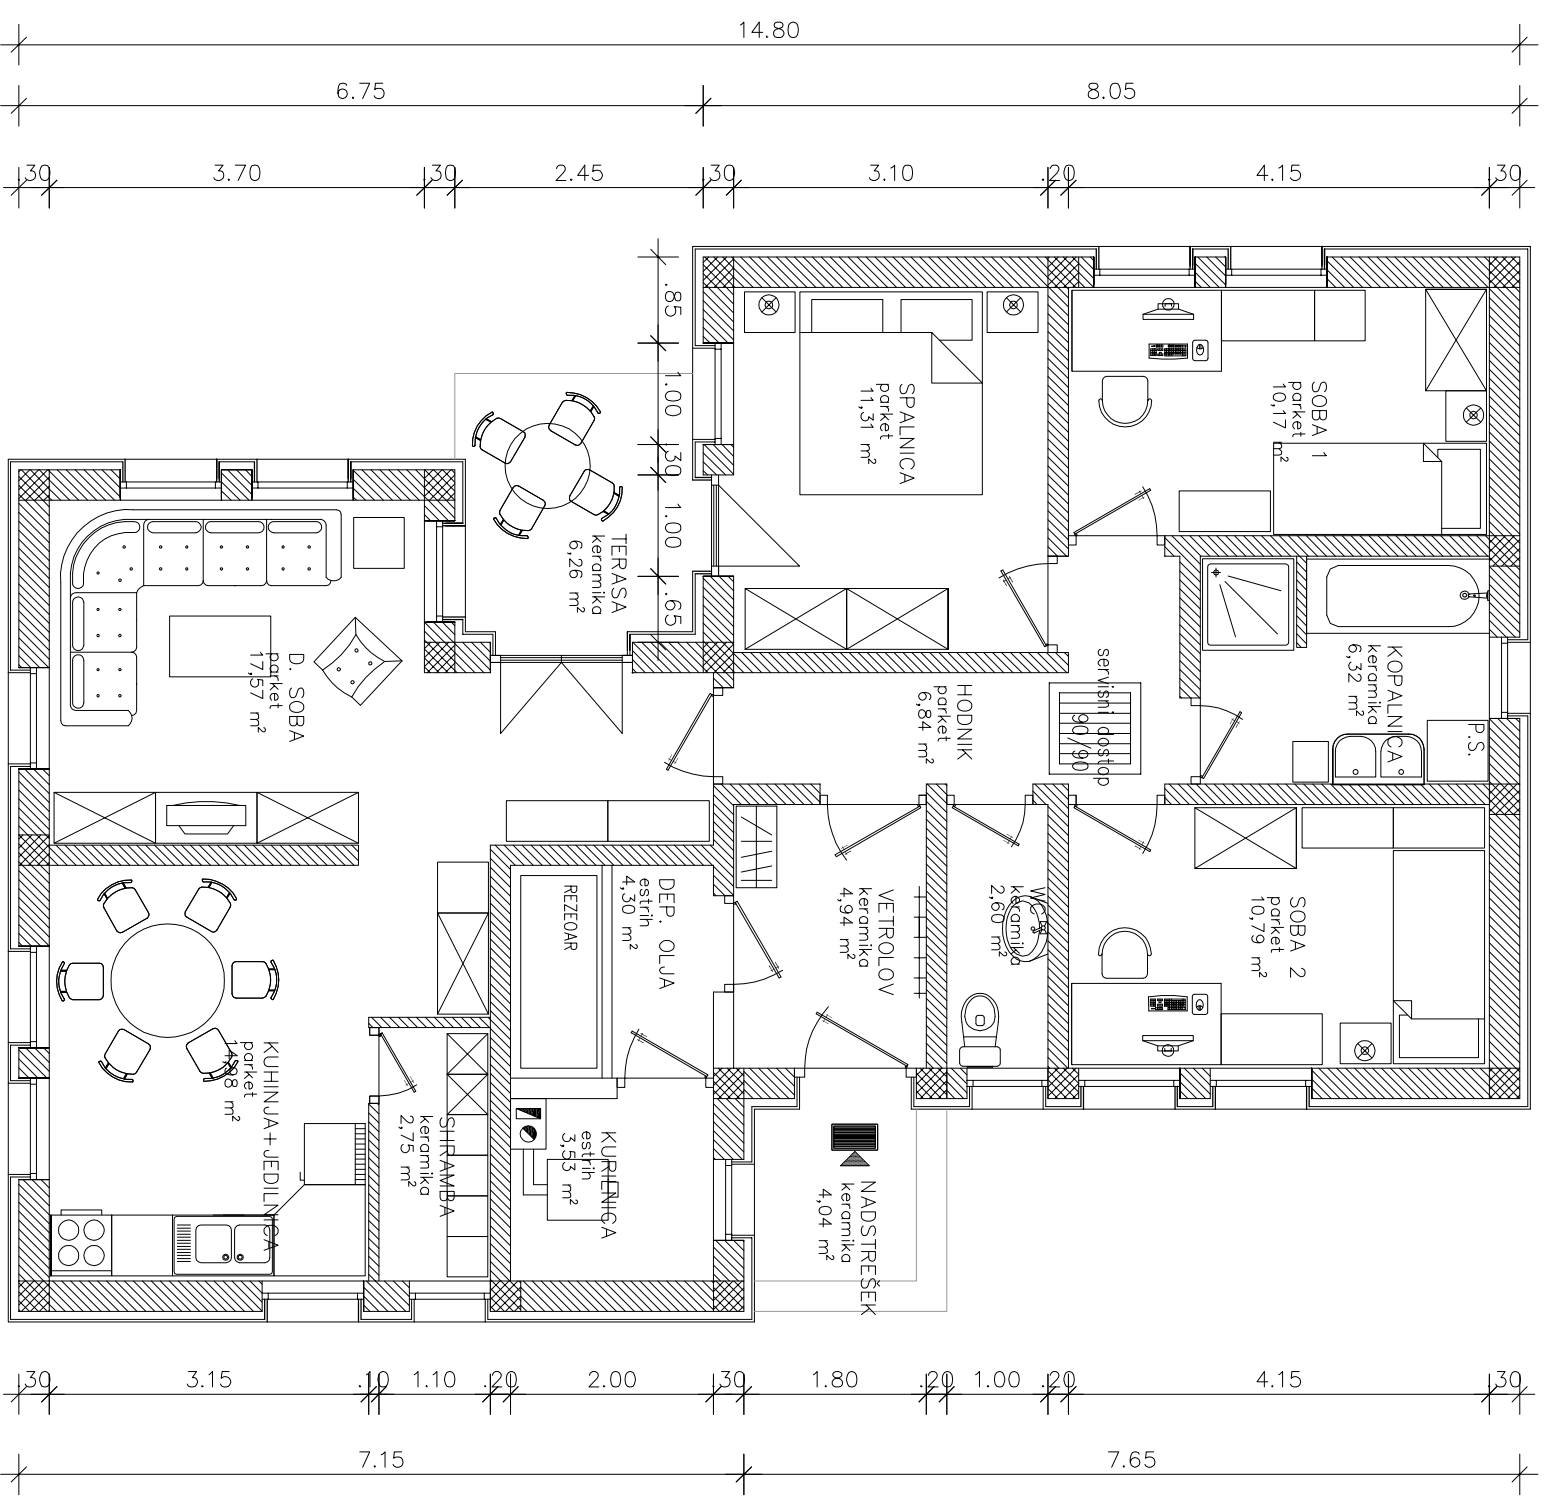 14.80
6.75
8.05
.30
3.70
.30
2.45
.30
3.10
.20
4.15
.30
.85
1.00
.30
1.00
.65
SPALNICA
parket
11,31 m²
SOBA 1
parket
10,17 m²
TERASA
keramika
6,26 m²
D. SOBA
parket
17,57 m²
HODNIK
parket
6,84 m²
servisni dostop
90/90
KOPALNICA
keramika
6,32 m²
P.S.
REZEOAR
DEP. OLJA
estrih
4,30 m²
VETROLOV
keramika
4,94 m²
WC
keramika
2,60 m²
SOBA 2
parket
10,79 m²
KUHINJA+JEDILNICA
parket
m²
SHRAMBA
keramika
2,75 m²
KURILNICA
estrih
3,53 m²
NADSTREŠEK
keramika
4,04 m²
.30
3.15
.10
1.10
.20
2.00
.30
1.80
.20
1.00
.20
4.15
.30
7.15
7.65